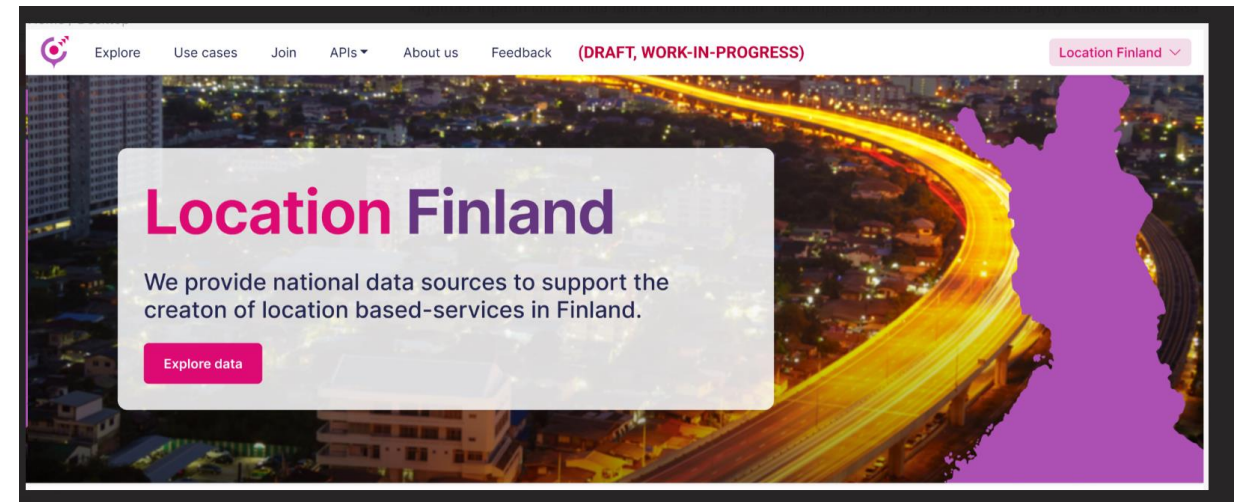 Explore Use cases Join APIs About us Feedback (DRAFT, WORK-IN-PROGRESS) Location Finland
Location Finland
We provide national data sources to support the
creaton of location based-services in Finland.
Explore data